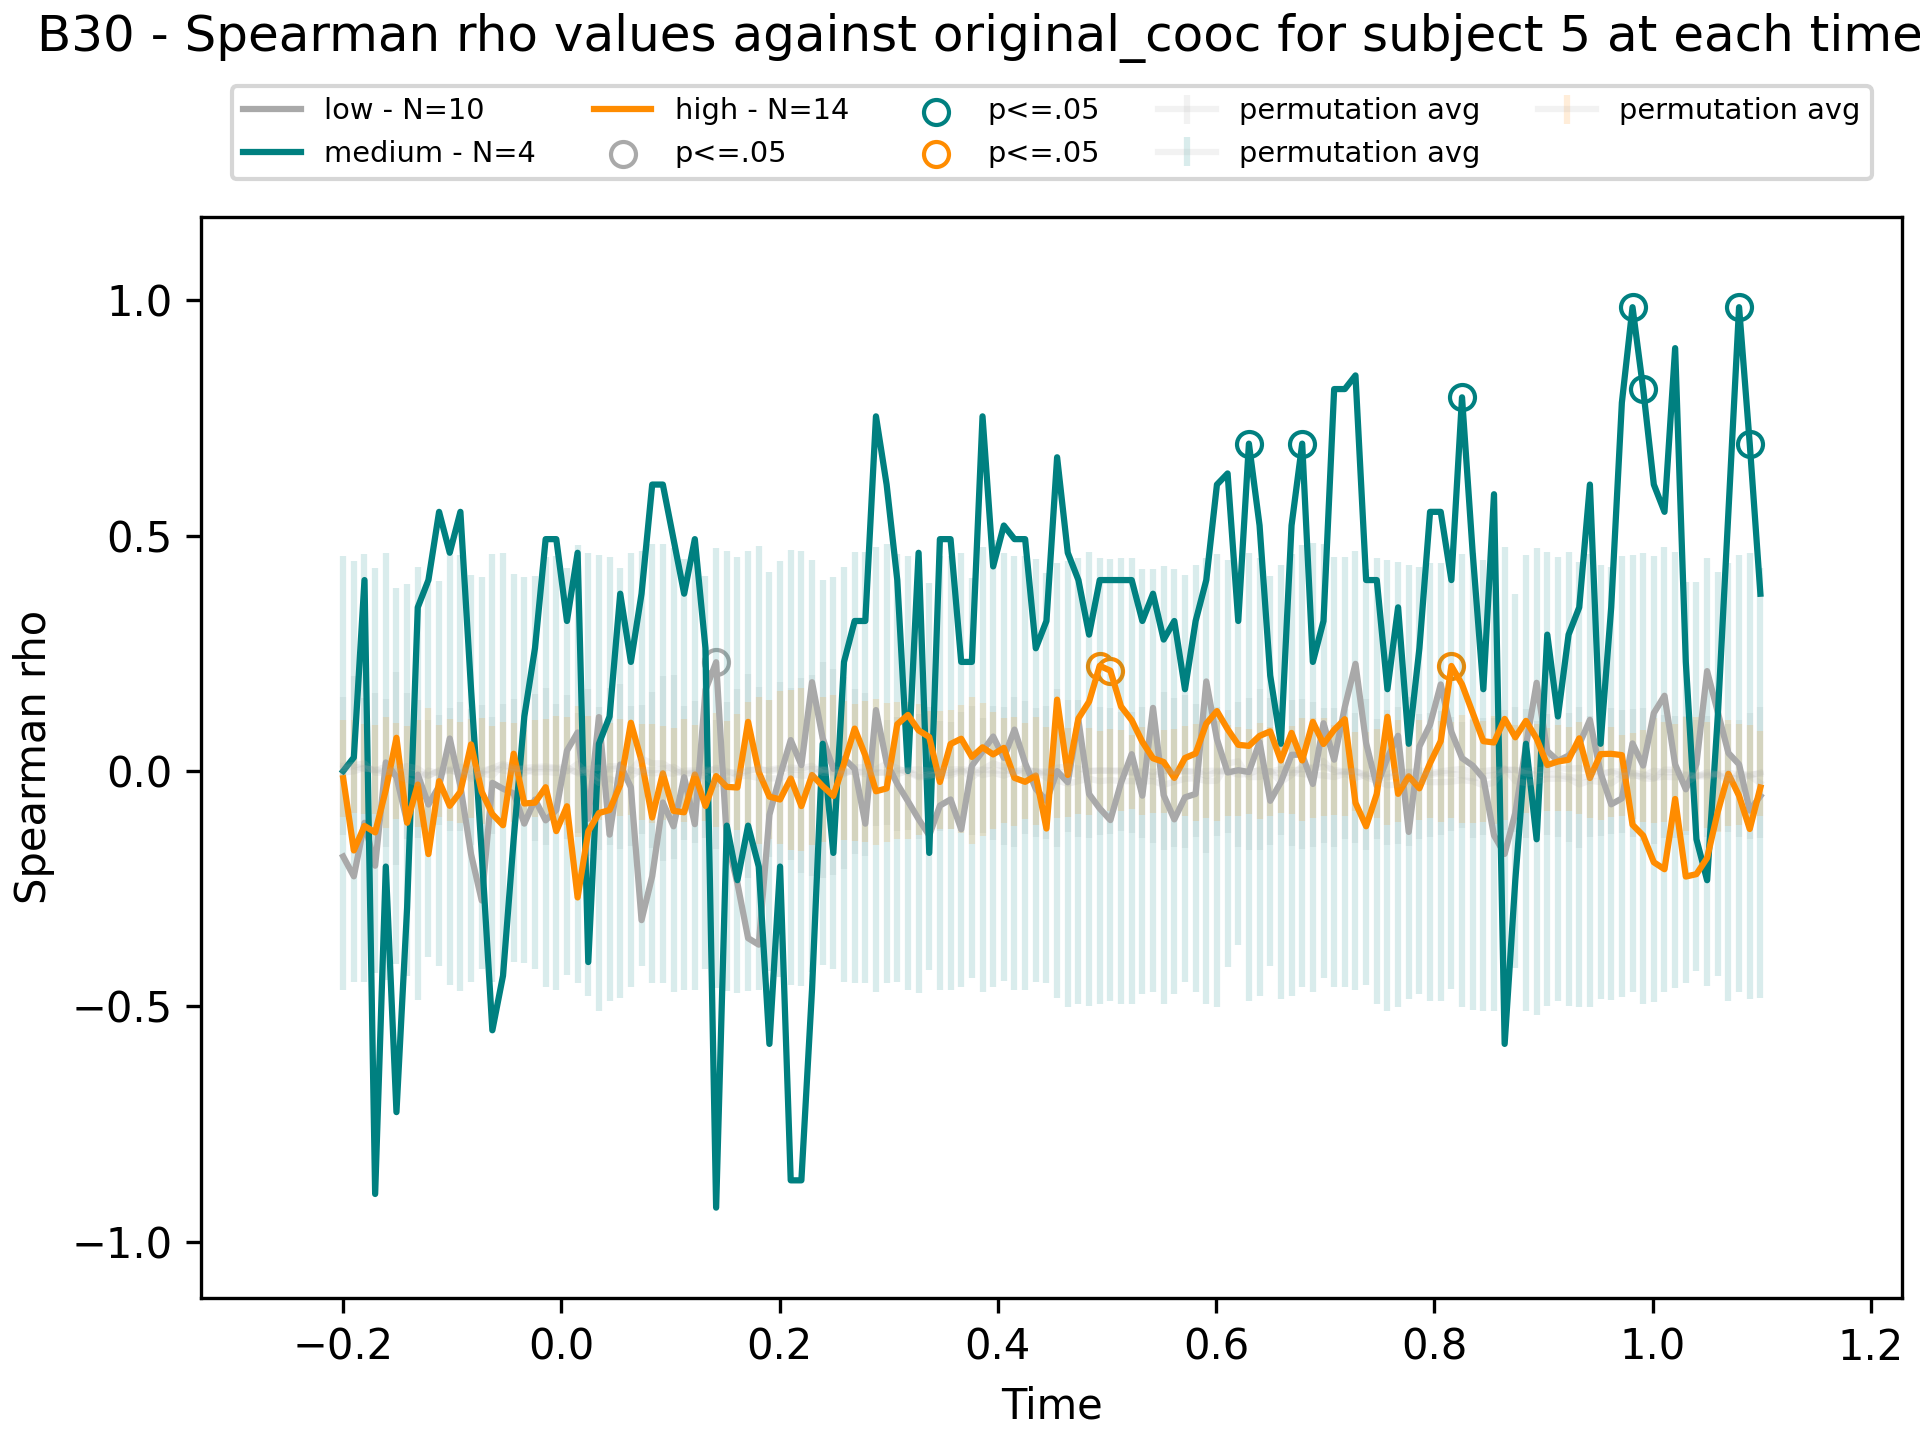 B30 - Spearman rho values against original_cooc for subject 5 at each time
low - N=10
medium - N=4
high - N=14
p<=.05
p<=.05
p<=.05
permutation avg
permutation avg
permutation avg
Spearman rho
1.0
0.5
0.0
−0.5
−1.0
−0.2
0.0
0.2
0.4
0.6
0.8
1.0
1.2
Time